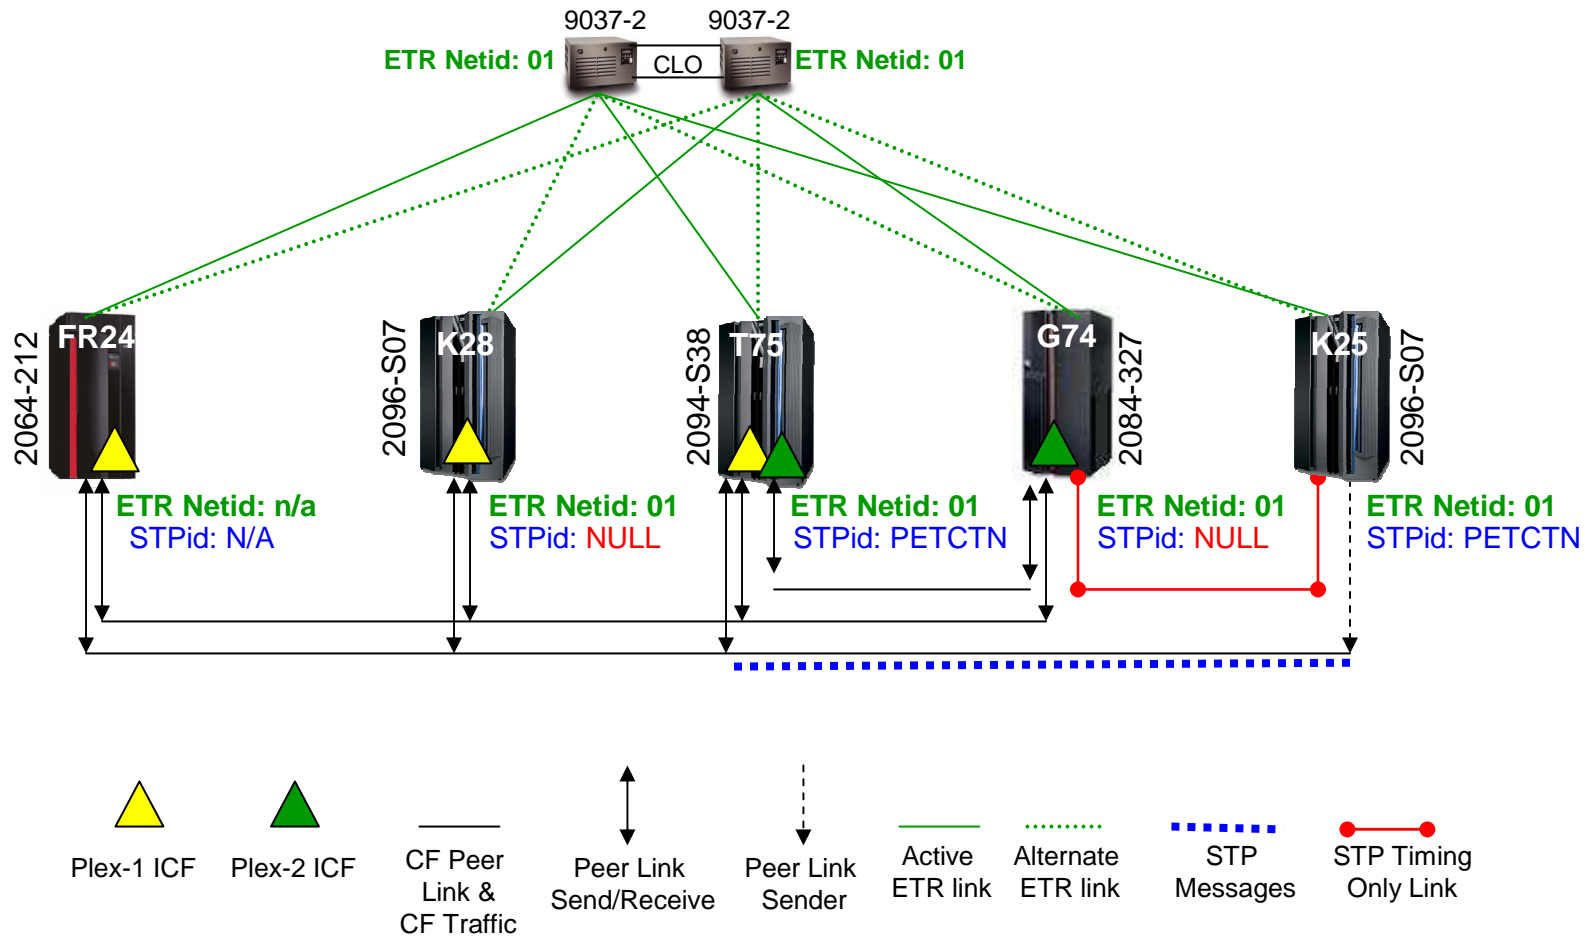 9037-2
9037-2
ETR Netid: 01
CLO
ETR Netid: 01
FR24
K28
T75
G74
K25
2064-212
2096-S07
2094-S38
2084-327
2096-S07
ETR Netid: n/a
STPid: N/A
ETR Netid: 01
STPid: NULL
ETR Netid: 01
STPid: PETCTN
ETR Netid: 01
STPid: NULL
ETR Netid: 01
STPid: PETCTN
Plex-1 ICF
Plex-2 ICF
CF Peer
Link &
CF Traffic
Peer Link
Send/Receive
Peer Link
Sender
Active
ETR link
Alternate
ETR link
STP
Messages
STP Timing
Only Link